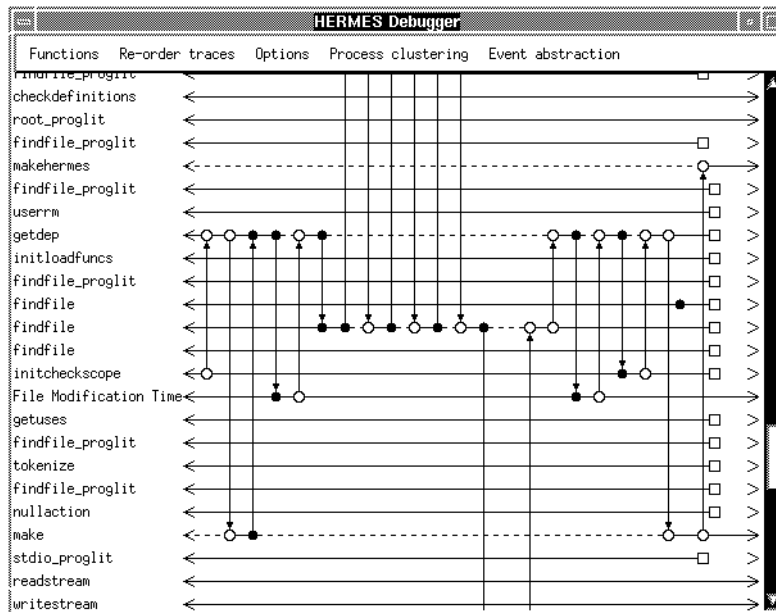 HERMES Debugger
Functions Re-order traces Options Process clustering Event abstraction
findfile_proglit
checkdefinitions
root_proglit
findfile_proglit
makehermes
findfile_proglit
userrm
getdep
initloadfuncs
findfile_proglit
findfile
findfile
findfile
initcheckscope
File Modification Time
getuses
findfile_proglit
tokenize
findfile_proglit
nullaction
make
stdio_proglit
readstream
writestream